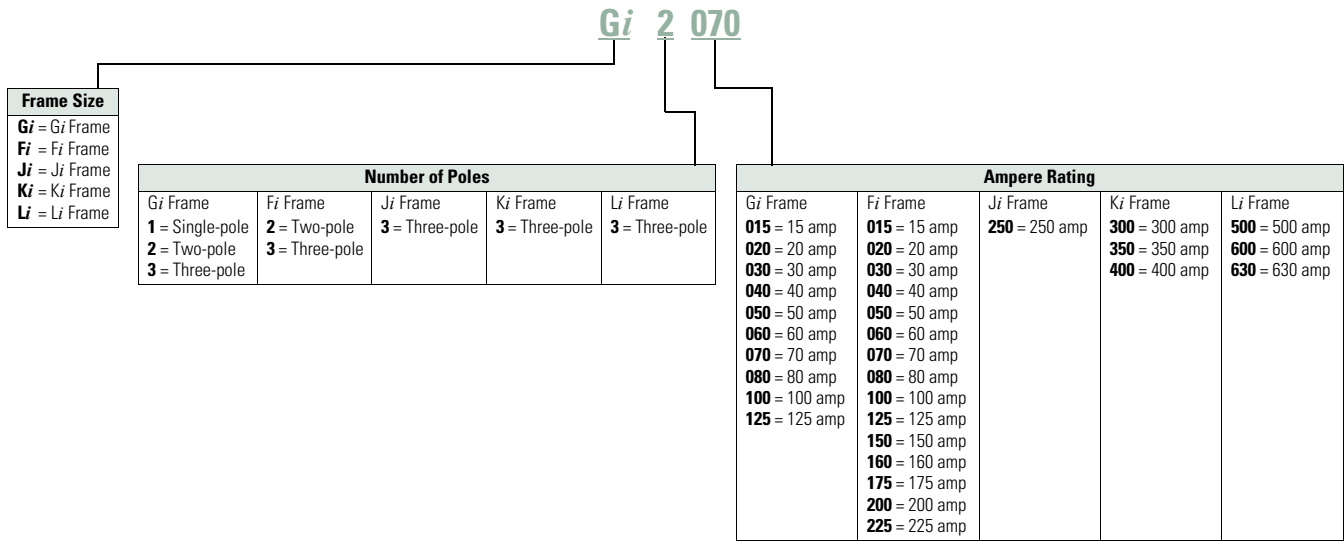 Gi 2 070
Frame Size
Gi = Gi Frame
Fi = Fi Frame
Ji = Ji Frame
Ki = Ki Frame
Li = Li Frame
Number of Poles
Gi Frame
1 = Single-pole
2 = Two-pole
3 = Three-pole
Fi Frame
2 = Two-pole
3 = Three-pole
Ji Frame
3 = Three-pole
Ki Frame
3 = Three-pole
Li Frame
3 = Three-pole
Ampere Rating
Gi Frame
015 = 15 amp
020 = 20 amp
030 = 30 amp
040 = 40 amp
050 = 50 amp
060 = 60 amp
070 = 70 amp
080 = 80 amp
100 = 100 amp
125 = 125 amp
Fi Frame
015 = 15 amp
020 = 20 amp
030 = 30 amp
040 = 40 amp
050 = 50 amp
060 = 60 amp
070 = 70 amp
080 = 80 amp
100 = 100 amp
125 = 125 amp
150 = 150 amp
160 = 160 amp
175 = 175 amp
200 = 200 amp
225 = 225 amp
Ji Frame
250 = 250 amp
Ki Frame
300 = 300 amp
350 = 350 amp
400 = 400 amp
Li Frame
500 = 500 amp
600 = 600 amp
630 = 630 amp